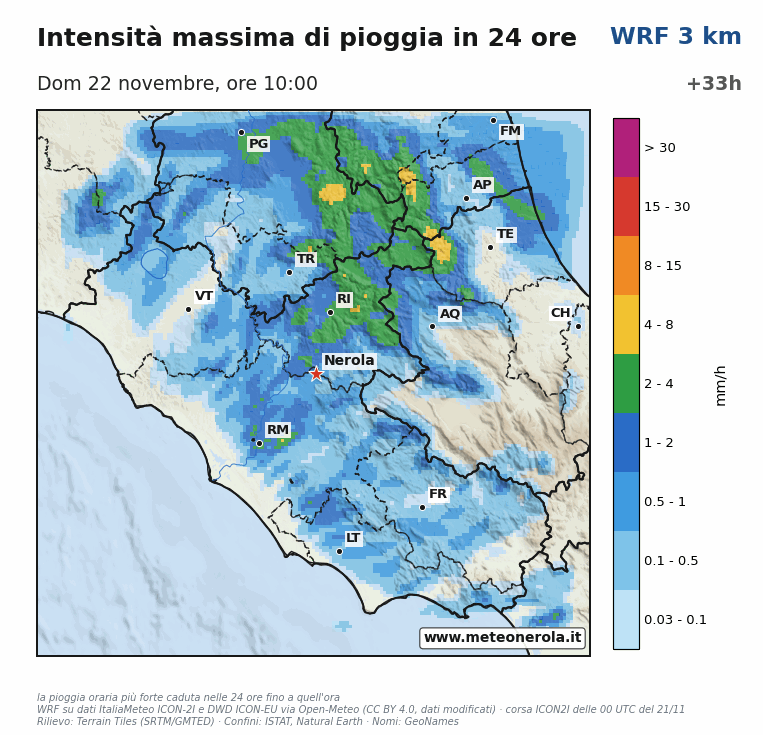 Intensità massima di pioggia in 24 ore
WRF 3 km
Dom 22 novembre, ore 10:00
+33h
PG
FM
AP
TE
TR
VT
RI
AQ
CH
Nerola
RM
FR
LT
www.meteonerola.it
> 30
15 - 30
8 - 15
4 - 8
2 - 4
1 - 2
0.5 - 1
0.1 - 0.5
0.03 - 0.1
mm/h
la pioggia oraria più forte caduta nelle 24 ore fino a quell'ora
WRF su dati ItaliaMeteo ICON-2I e DWD ICON-EU via Open-Meteo (CC BY 4.0, dati modificati) · corsa ICON2I delle 00 UTC del 21/11
Rilievo: Terrain Tiles (SRTM/GMTED) · Confini: ISTAT, Natural Earth · Nomi: GeoNames